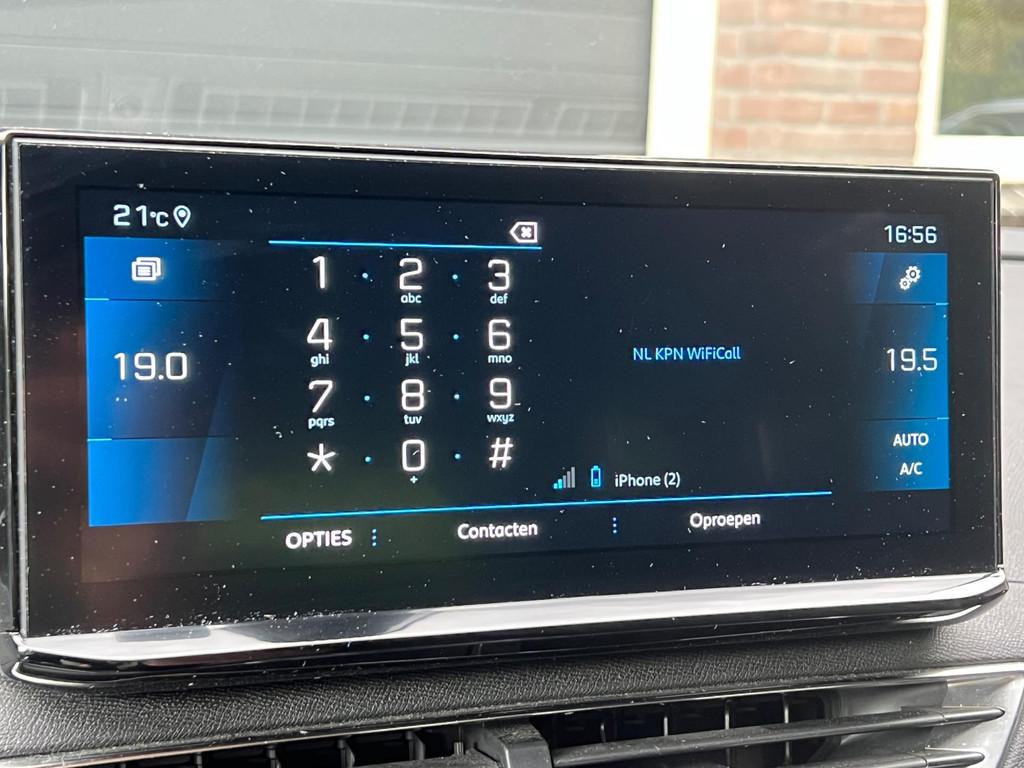 21°C
16:56
1 2 3
abc def
4 5 6
ghi jkl mno
7 8 9
pqrs tuv wxyz
* 0 #
+
19.0
NL KPN WiFiCall
19.5
AUTO
A/C
iPhone (2)
OPTIES Contacten Oproepen